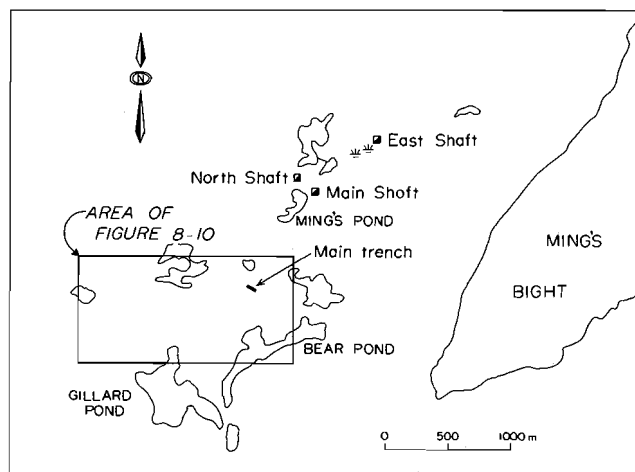 N
East Shaft
North Shaft
Main Shoft
MING'S POND
AREA OF
FIGURE 8-10
Main trench
MING'S
BIGHT
BEAR POND
GILLARD
POND
0 500 1000 m